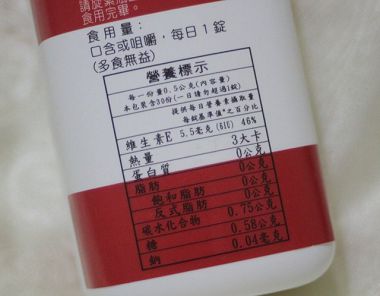 食用完畢。
食用量：
口含或咀嚼，每日1錠
(多食無益)
營養標示
每一份量0.5公克(內容量)
本包裝含30份(一日請勿超過1錠)
提供每日營養素攝取量
每錠基準值*之百分比
維生素E 5.5毫克(8IU) 46%
熱量 3大卡
蛋白質 0公克
脂肪 0公克
飽和脂肪 0公克
反式脂肪 0公克
碳水化合物 0.75公克
糖 0.58公克
鈉 0.04毫克